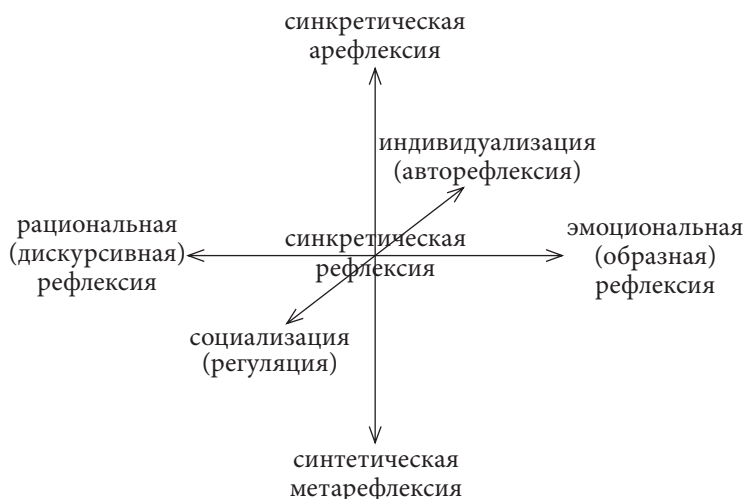 синкретическая
арефлексия
индивидуализация
(авторефлексия)
рациональная
(дискурсивная)
рефлексия
синкретическая
рефлексия
эмоциональная
(образная)
рефлексия
социализация
(регуляция)
синтетическая
метарефлексия